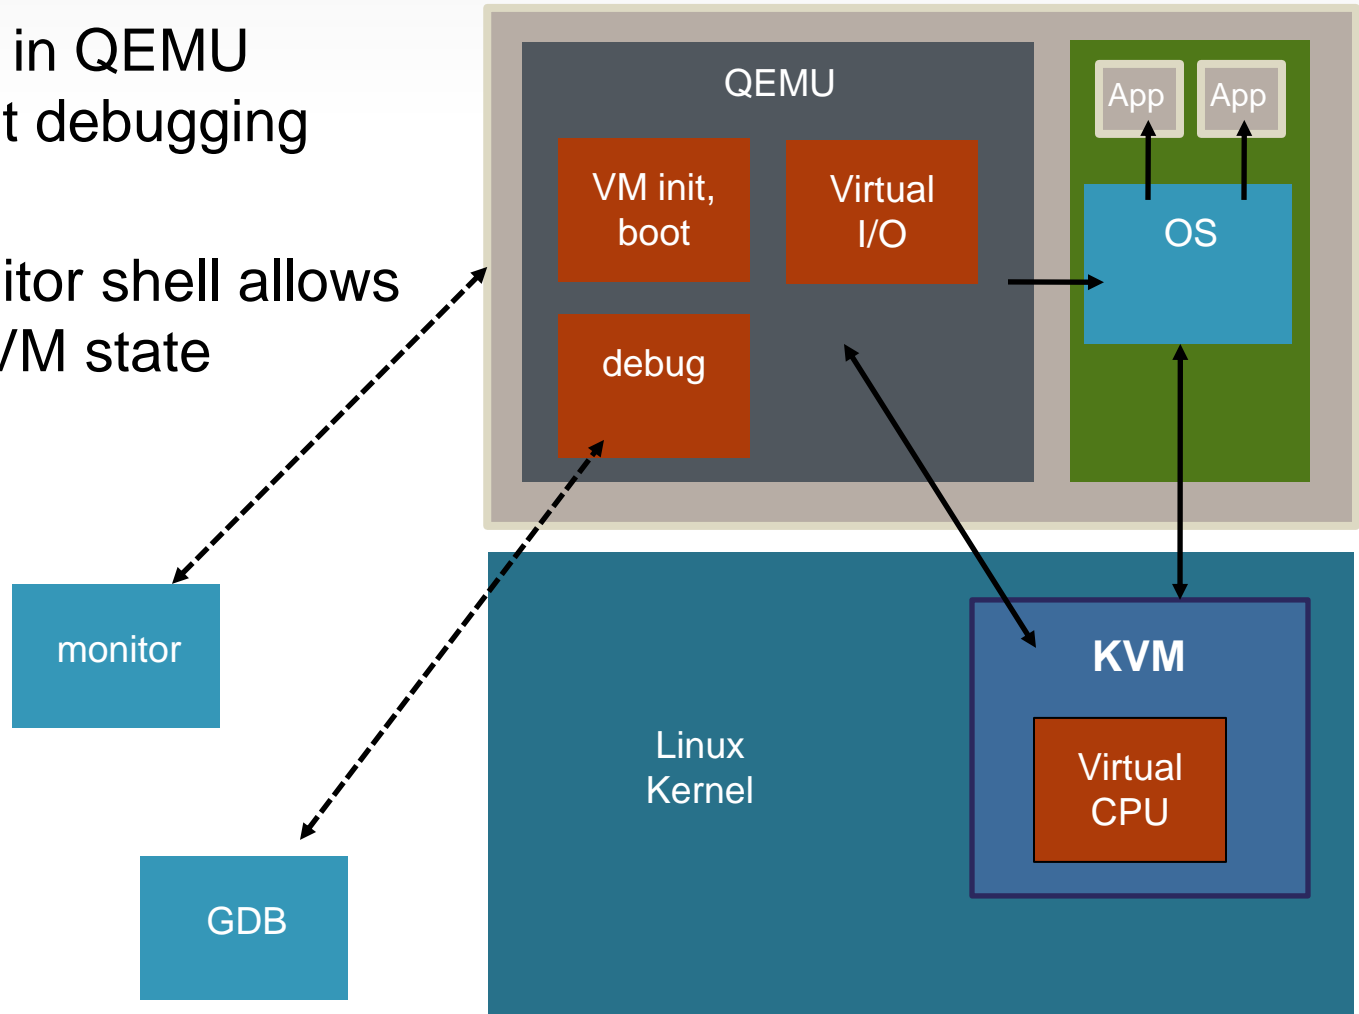 in QEMU
t debugging
itor shell allows
VM state
QEMU
VM init,
boot
Virtual
I/O
debug
App
App
OS
monitor
GDB
Linux
Kernel
KVM
Virtual
CPU